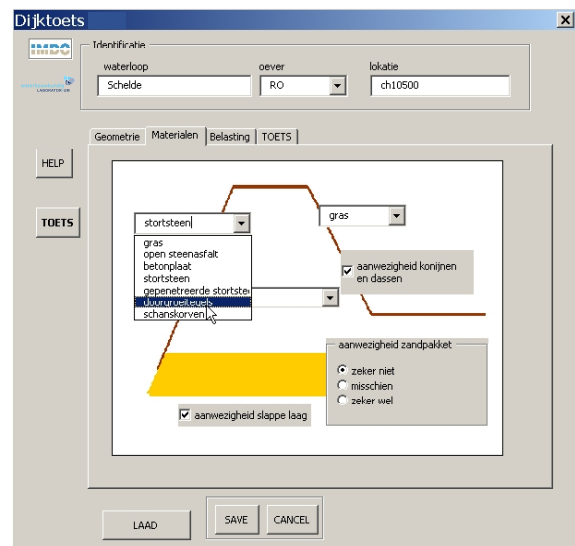 Dijktoets
IMDC
Identificatie
waterloop
oever
lokatie
Schelde
RO
ch10500
Geometrie
Materialen
Belasting
TOETS
HELP
TOETS
stortsteen
gras
gras
open steenasfalt
betonplaat
stortsteen
gepenetreerde stortstee
doorgroeitegels
schanskorven
aanwezigheid konijnen
en dassen
aanwezigheid zandpakket
zeker niet
misschien
zeker wel
aanwezigheid slappe laag
LAAD
SAVE
CANCEL